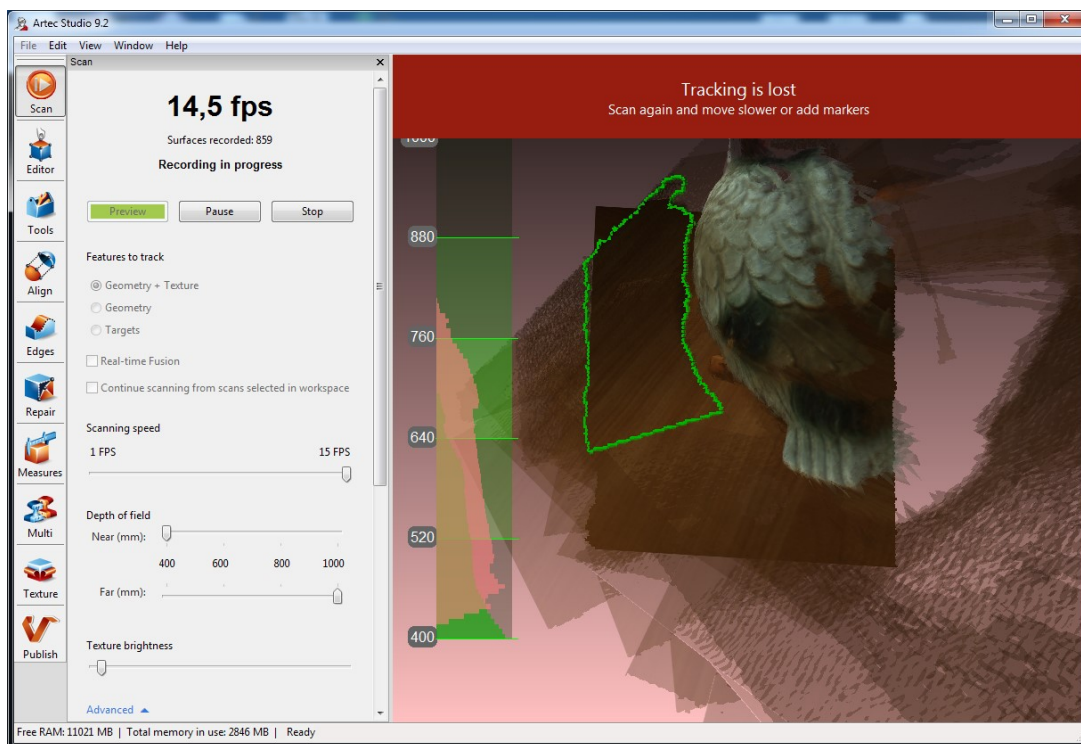 Artec Studio 9.2
File Edit View Window Help
Scan
Scan
Editor
Tools
Align
Edges
Repair
Measures
Multi
Texture
Publish
14,5 fps
Surfaces recorded: 859
Recording in progress
Preview Pause Stop
Features to track
Geometry + Texture
Geometry
Targets
Real-time Fusion
Continue scanning from scans selected in workspace
Scanning speed
1 FPS 15 FPS
Depth of field
Near (mm):
400 600 800 1000
Far (mm):
Texture brightness
Advanced
Tracking is lost
Scan again and move slower or add markers
1000
880
760
640
520
400
Free RAM: 11021 MB | Total memory in use: 2846 MB | Ready